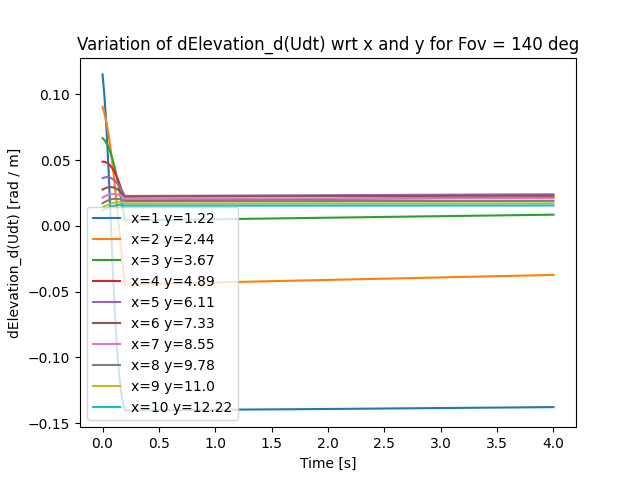 Variation of dElevation_d(Udt) wrt x and y for Fov = 140 deg
dElevation_d(Udt) [rad / m]
0.10
0.05
0.00
−0.05
−0.10
−0.15
x=1 y=1.22
x=2 y=2.44
x=3 y=3.67
x=4 y=4.89
x=5 y=6.11
x=6 y=7.33
x=7 y=8.55
x=8 y=9.78
x=9 y=11.0
x=10 y=12.22
0.0 0.5 1.0 1.5 2.0 2.5 3.0 3.5 4.0
Time [s]